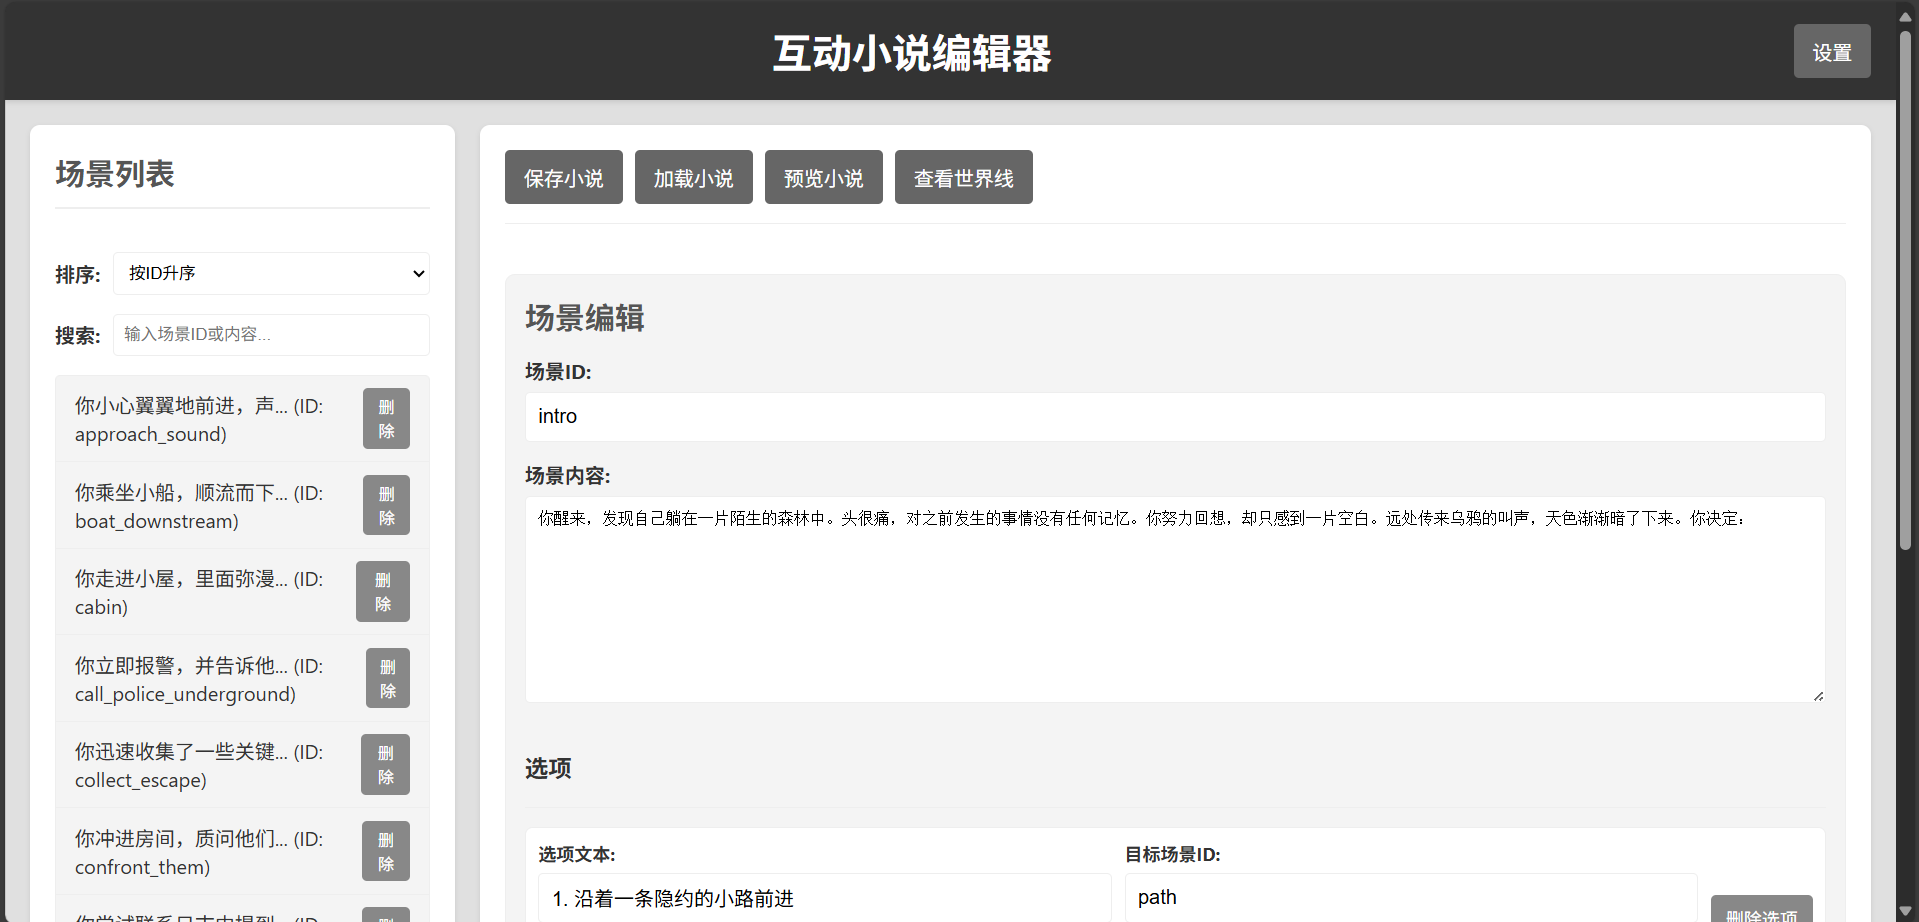 互动小说编辑器
设置
场景列表
排序:
按ID升序
搜索:
输入场景ID或内容...
你小心翼翼地前进，声... (ID:
approach_sound)
删
除
你乘坐小船，顺流而下... (ID:
boat_downstream)
删
除
你走进小屋，里面弥漫... (ID:
cabin)
删
除
你立即报警，并告诉他... (ID:
call_police_underground)
删
除
你迅速收集了一些关键... (ID:
collect_escape)
删
除
你冲进房间，质问他们... (ID:
confront_them)
删
除
保存小说
加载小说
预览小说
查看世界线
场景编辑
场景ID:
intro
场景内容:
你醒来，发现自己躺在一片陌生的森林中。头很痛，对之前发生的事情没有任何记忆。你努力回想，却只感到一片空白。远处传来乌鸦的叫声，天色渐渐暗了下来。你决定：
选项
选项文本:
1. 沿着一条隐约的小路前进
目标场景ID:
path
删除选项